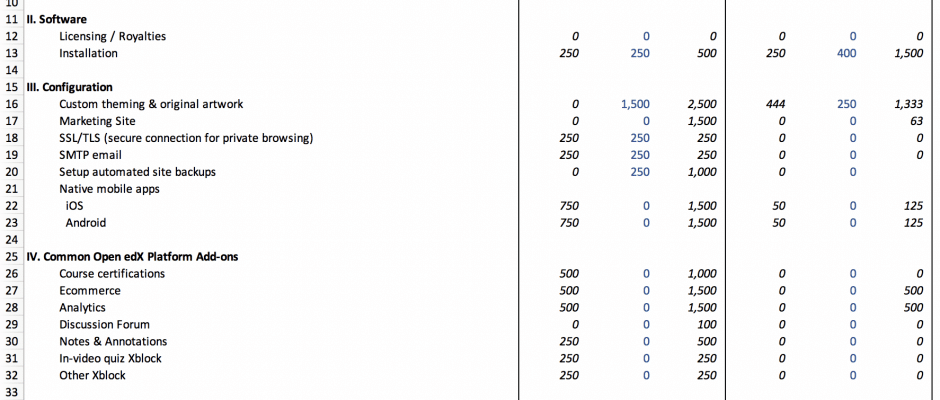 10
11 II. Software
12 Licensing / Royalties 0 0 0 0 0 0
13 Installation 250 250 500 250 400 1,500
14
15 III. Configuration
16 Custom theming & original artwork 0 1,500 2,500 444 250 1,333
17 Marketing Site 0 0 1,500 0 0 63
18 SSL/TLS (secure connection for private browsing) 250 250 250 0 0 0
19 SMTP email 250 250 250 0 0 0
20 Setup automated site backups 0 250 1,000 0 0
21 Native mobile apps
22 iOS 750 0 1,500 50 0 125
23 Android 750 0 1,500 50 0 125
24
25 IV. Common Open edX Platform Add-ons
26 Course certifications 500 0 1,000 0 0 0
27 Ecommerce 500 0 1,500 0 0 500
28 Analytics 500 0 1,500 0 0 500
29 Discussion Forum 0 0 100 0 0 0
30 Notes & Annotations 250 0 500 0 0 0
31 In-video quiz Xblock 250 0 250 0 0 0
32 Other Xblock 250 0 250 0 0 0
33